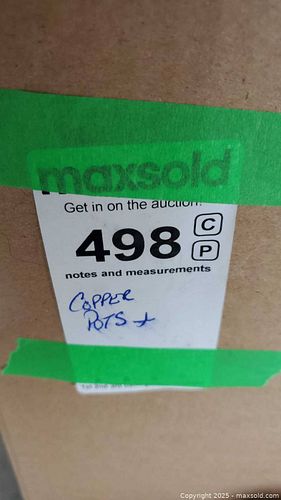 maxsold
Get in on the auction!
498 C
P
notes and measurements
COPPER
POTS +
Copyright © 2025 - maxsold.com